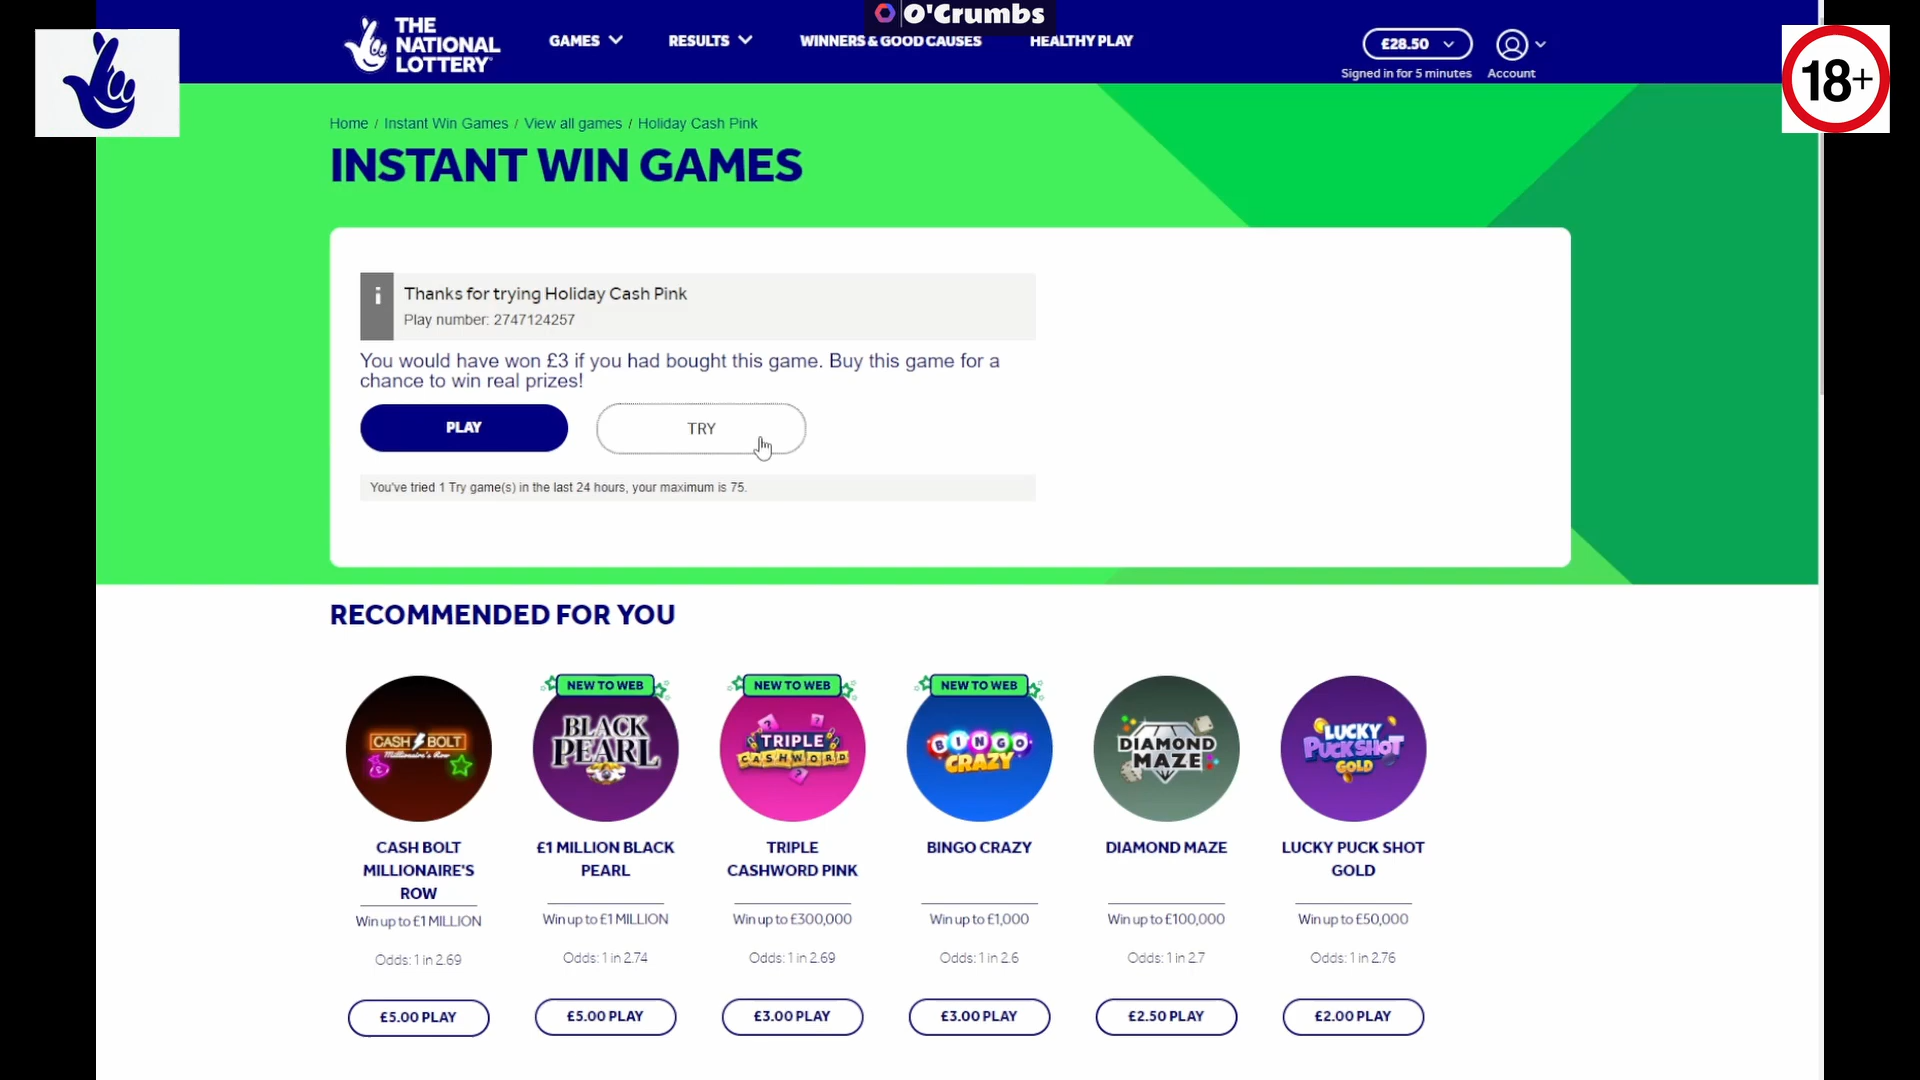 O'Crumbs
THE
NATIONAL
LOTTERY
GAMES
RESULTS
WINNERS & GOOD CAUSES
HEALTHY PLAY
£28.50
Signed in for 5 minutes
Account
18+
Home / Instant Win Games / View all games / Holiday Cash Pink
INSTANT WIN GAMES
i
Thanks for trying Holiday Cash Pink
Play number: 2747124257
You would have won £3 if you had bought this game. Buy this game for a
chance to win real prizes!
PLAY
TRY
You've tried 1 Try game(s) in the last 24 hours, your maximum is 75.
RECOMMENDED FOR YOU
CASH BOLT
Millionaire's Row
CASH BOLT
MILLIONAIRE'S
ROW
Win up to £1 MILLION
Odds: 1 in 2.69
£5.00 PLAY
NEW TO WEB
BLACK
PEARL
£1 MILLION BLACK
PEARL
Win up to £1 MILLION
Odds: 1 in 2.74
£5.00 PLAY
NEW TO WEB
TRIPLE
CASHWORD
TRIPLE
CASHWORD PINK
Win up to £300,000
Odds: 1 in 2.69
£3.00 PLAY
NEW TO WEB
BINGO
CRAZY
BINGO CRAZY
Win up to £1,000
Odds: 1 in 2.6
£3.00 PLAY
DIAMOND
MAZE
DIAMOND MAZE
Win up to £100,000
Odds: 1 in 2.7
£2.50 PLAY
LUCKY
PUCK SHOT
GOLD
LUCKY PUCK SHOT
GOLD
Win up to £50,000
Odds: 1 in 2.76
£2.00 PLAY